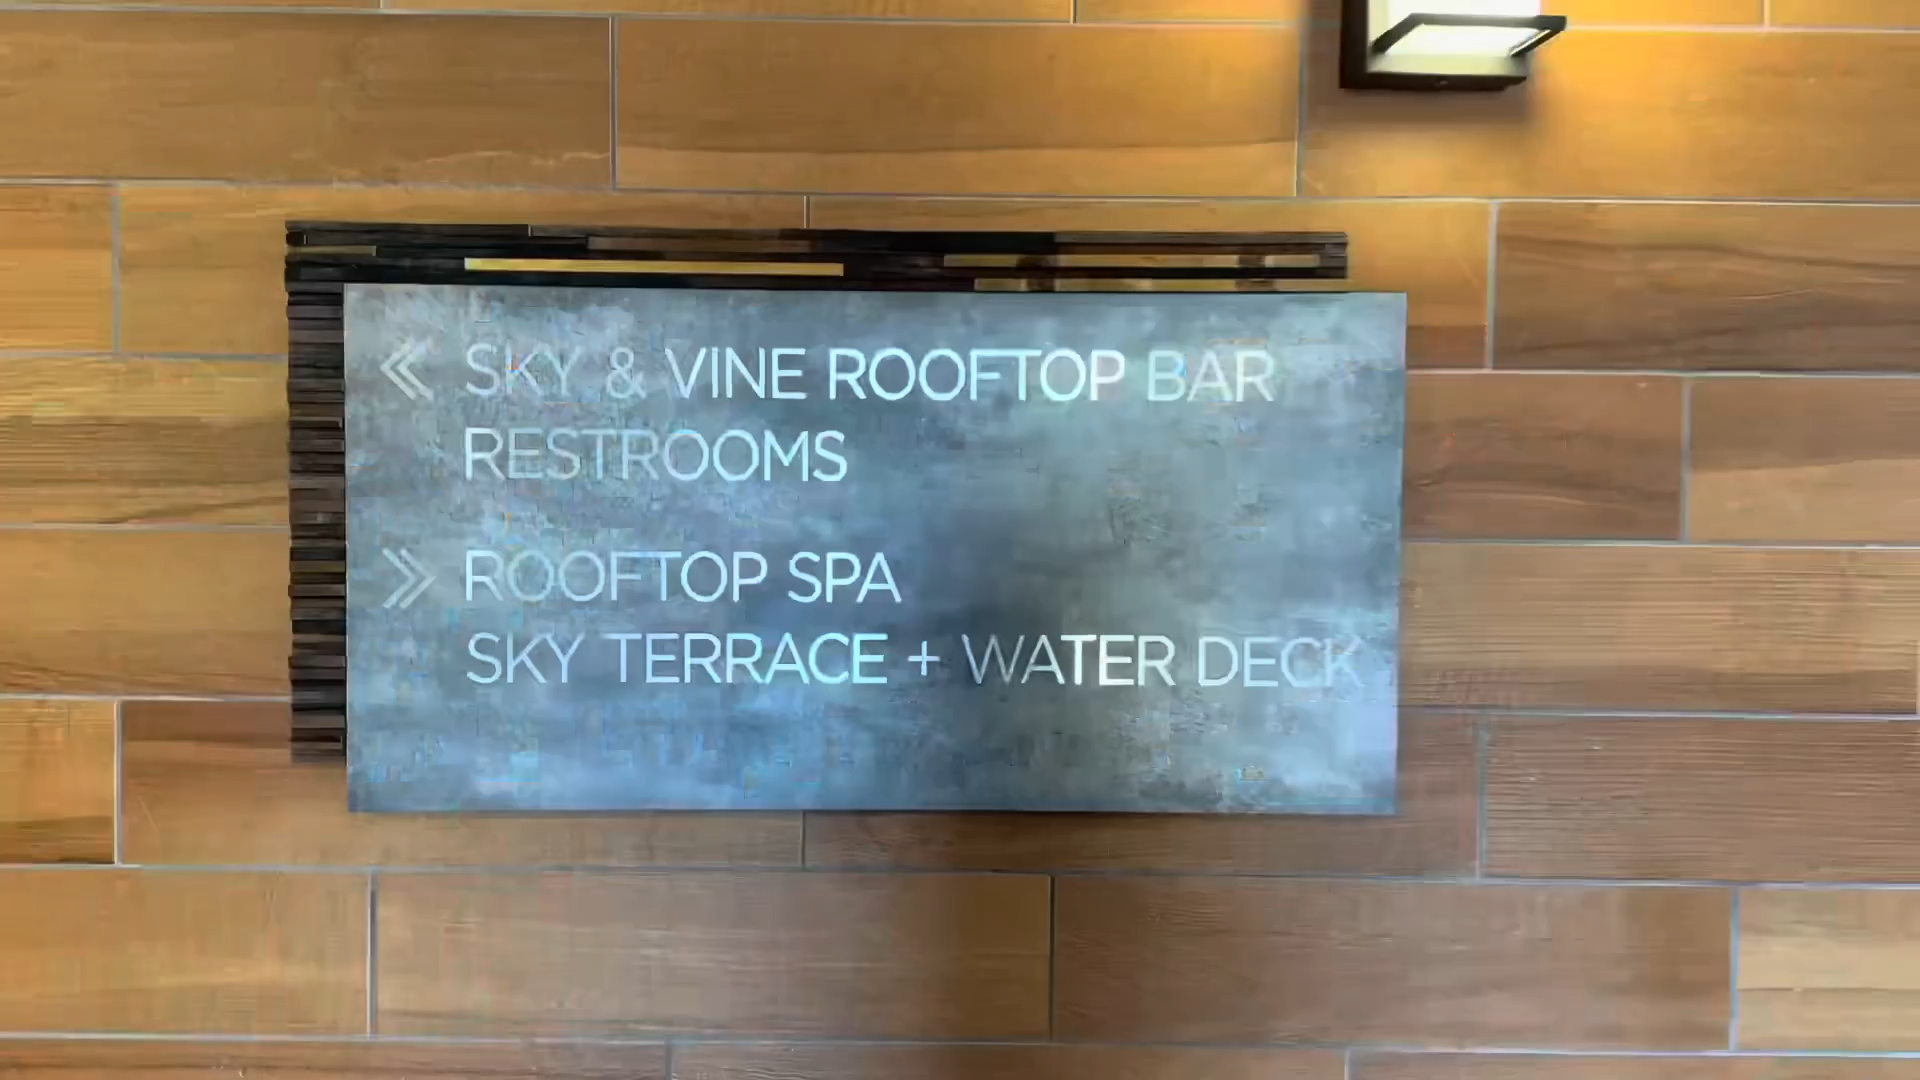 « SKY & VINE ROOFTOP BAR
RESTROOMS
» ROOFTOP SPA
SKY TERRACE + WATER DECK